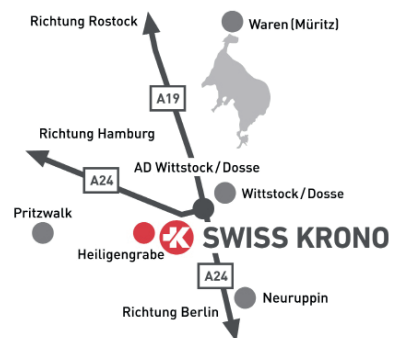 Richtung Rostock
Waren (Müritz)
A19
Richtung Hamburg
AD Wittstock / Dosse
A24
Wittstock / Dosse
Pritzwalk
K SWISS KRONO
Heiligengrabe
A24
Neuruppin
Richtung Berlin